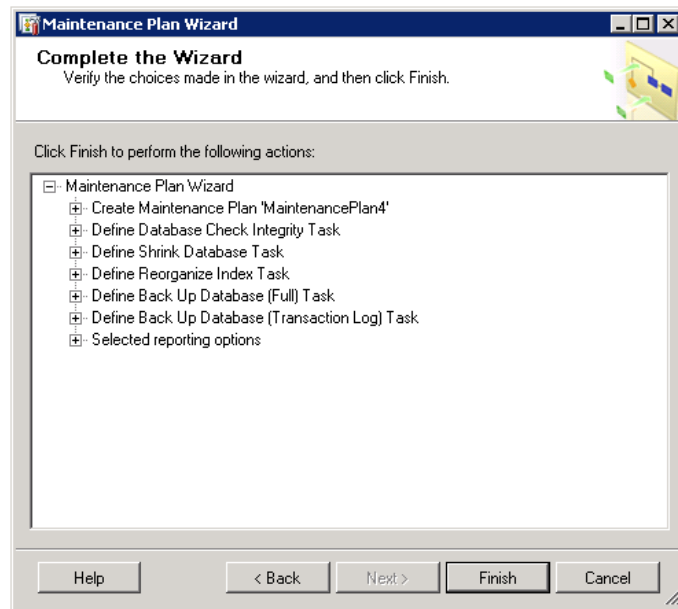 Maintenance Plan Wizard
Complete the Wizard
Verify the choices made in the wizard, and then click Finish.
Click Finish to perform the following actions:
Maintenance Plan Wizard
Create Maintenance Plan 'MaintenancePlan4'
Define Database Check Integrity Task
Define Shrink Database Task
Define Reorganize Index Task
Define Back Up Database (Full) Task
Define Back Up Database (Transaction Log) Task
Selected reporting options
Help
< Back
Next >
Finish
Cancel